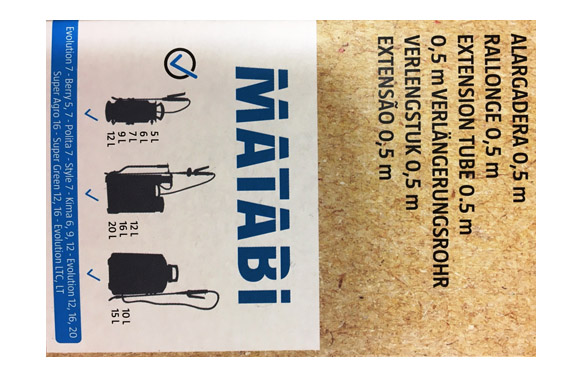 ALARGADERA 0,5 m
RALLONGE 0,5 m
EXTENSION TUBE 0.5 m
0,5 m VERLÄNGERUNGSROHR
VERLENGSTUK 0,5 m
EXTENSÃO 0,5 m
MATABi
5 L
6 L
7 L
9 L
12 L
12 L
16 L
20 L
10 L
15 L
Evolution 7 - Berry 5, 7 - Polita 7 - Style 7 - Kima 6, 9, 12 - Evolution 12, 16, 20
Super Agro 16 - Super Green 12, 16 - Evolution LTC, LT